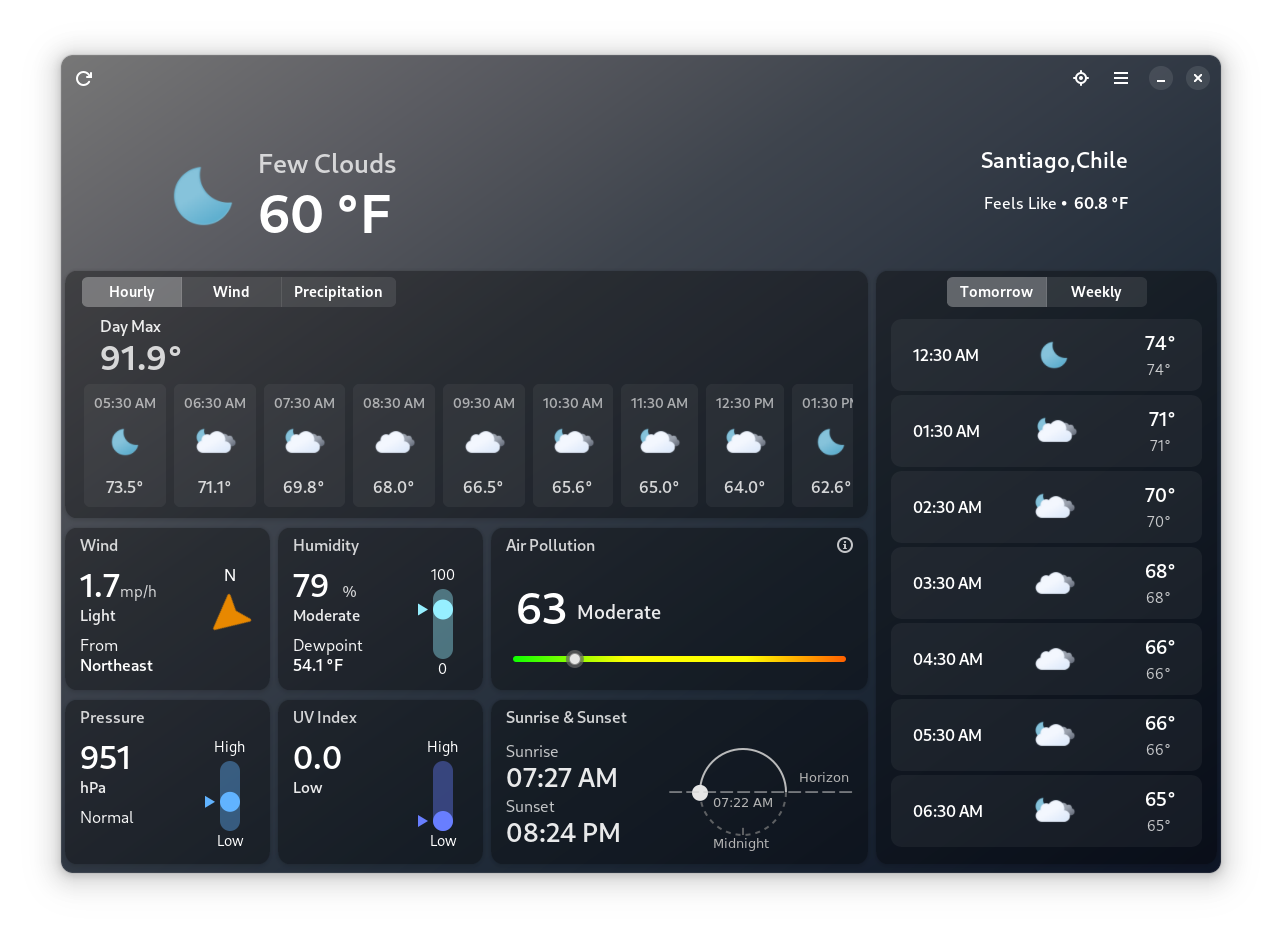 Few Clouds
60 °F
Santiago,Chile
Feels Like • 60.8 °F
Hourly Wind Precipitation
Day Max
91.9°
05:30 AM 06:30 AM 07:30 AM 08:30 AM 09:30 AM 10:30 AM 11:30 AM 12:30 PM 01:30 PM
73.5° 71.1° 69.8° 68.0° 66.5° 65.6° 65.0° 64.0° 62.6°
Tomorrow Weekly
12:30 AM 74°
74°
01:30 AM 71°
71°
02:30 AM 70°
70°
03:30 AM 68°
68°
04:30 AM 66°
66°
05:30 AM 66°
66°
06:30 AM 65°
65°
Wind
1.7 mp/h
Light
From
Northeast
N
Humidity
79 %
Moderate
Dewpoint
54.1 °F
100
0
Air Pollution
63 Moderate
Pressure
951
hPa
Normal
High
Low
UV Index
0.0
Low
High
Low
Sunrise & Sunset
Sunrise
07:27 AM
Sunset
08:24 PM
Horizon
07:22 AM
Midnight